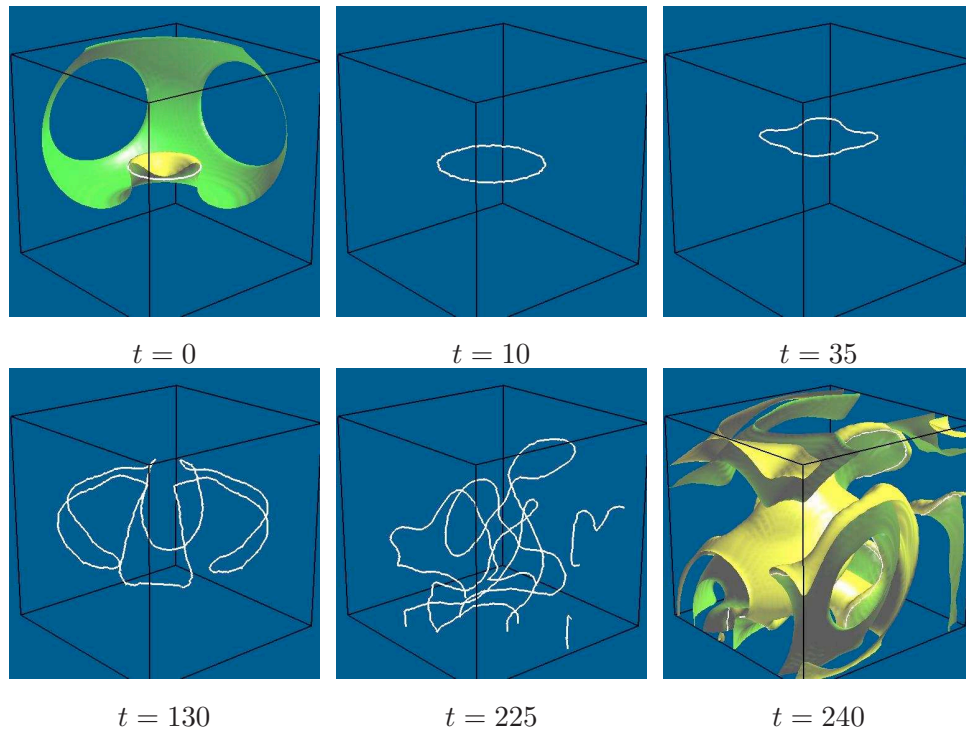 t = 0
t = 10
t = 35
t = 130
t = 225
t = 240